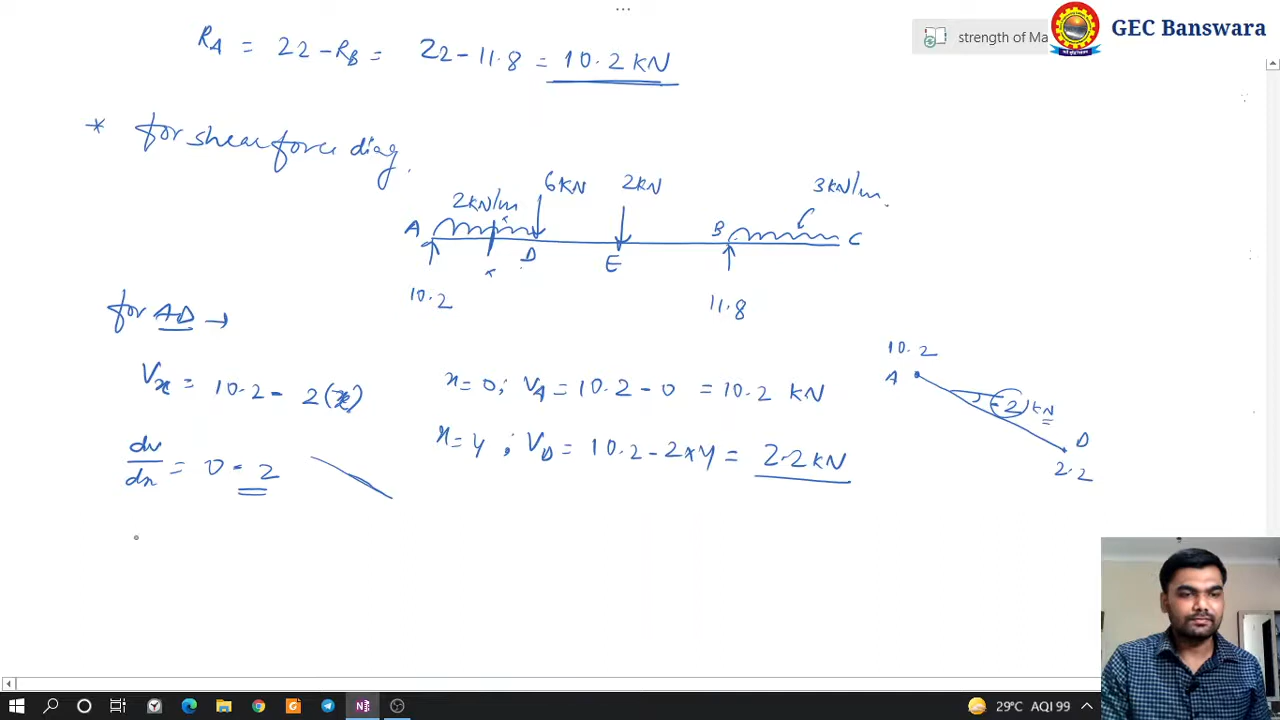 ...
strength of Ma
GEC Banswara
RA = 22 - RB = 22 - 11.8 = 10.2 KN
* for shear force diag.
2KN/m 6KN 2KN 3KN/m.
A D E B C
x
x
10.2 11.8
for AD →
Vx = 10.2 - 2(x)
x=0; VA = 10.2 - 0 = 10.2 KN
dv/dx = 0 - 2
x=4; VD = 10.2 - 2x4 = 2.2KN
10.2
A
-2 KN
D
2.2
29°C AQI 99